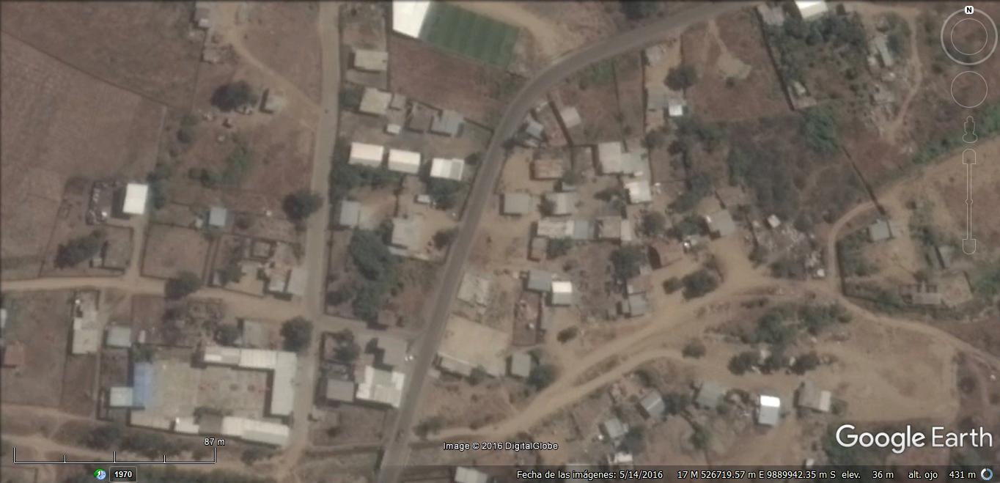 N
87 m
Image © 2016 DigitalGlobe
Google Earth
1970
Fecha de las imágenes: 5/14/2016 17 M 526719.57 m E 9889942.35 m S elev. 36 m alt. ojo 431 m